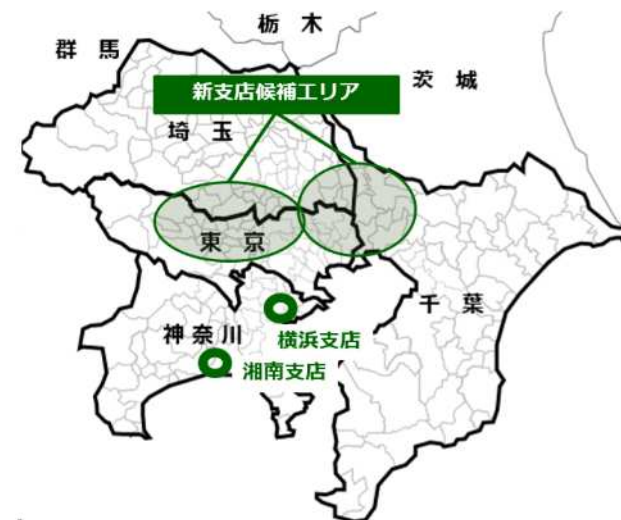 栃 木
群 馬
茨 城
新支店候補エリア
埼 玉
東 京
千 葉
神奈川
横浜支店
湘南支店